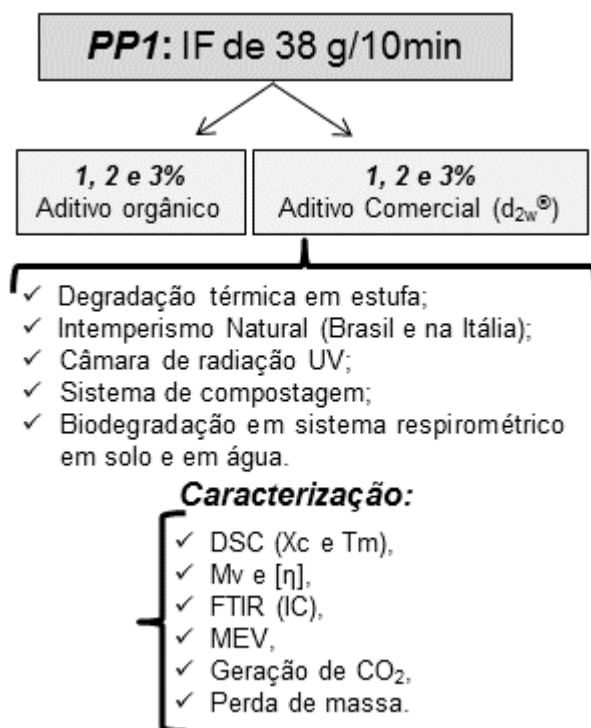 PP1: IF de 38 g/10min
1, 2 e 3%
Aditivo orgânico
1, 2 e 3%
Aditivo Comercial (d₂w®)
✓ Degradação térmica em estufa;
✓ Intemperismo Natural (Brasil e na Itália);
✓ Câmara de radiação UV;
✓ Sistema de compostagem;
✓ Biodegradação em sistema respirométrico
em solo e em água.
Caracterização:
✓ DSC (Xc e Tm),
✓ Mv e [η],
✓ FTIR (IC),
✓ MEV,
✓ Geração de CO₂,
✓ Perda de massa.